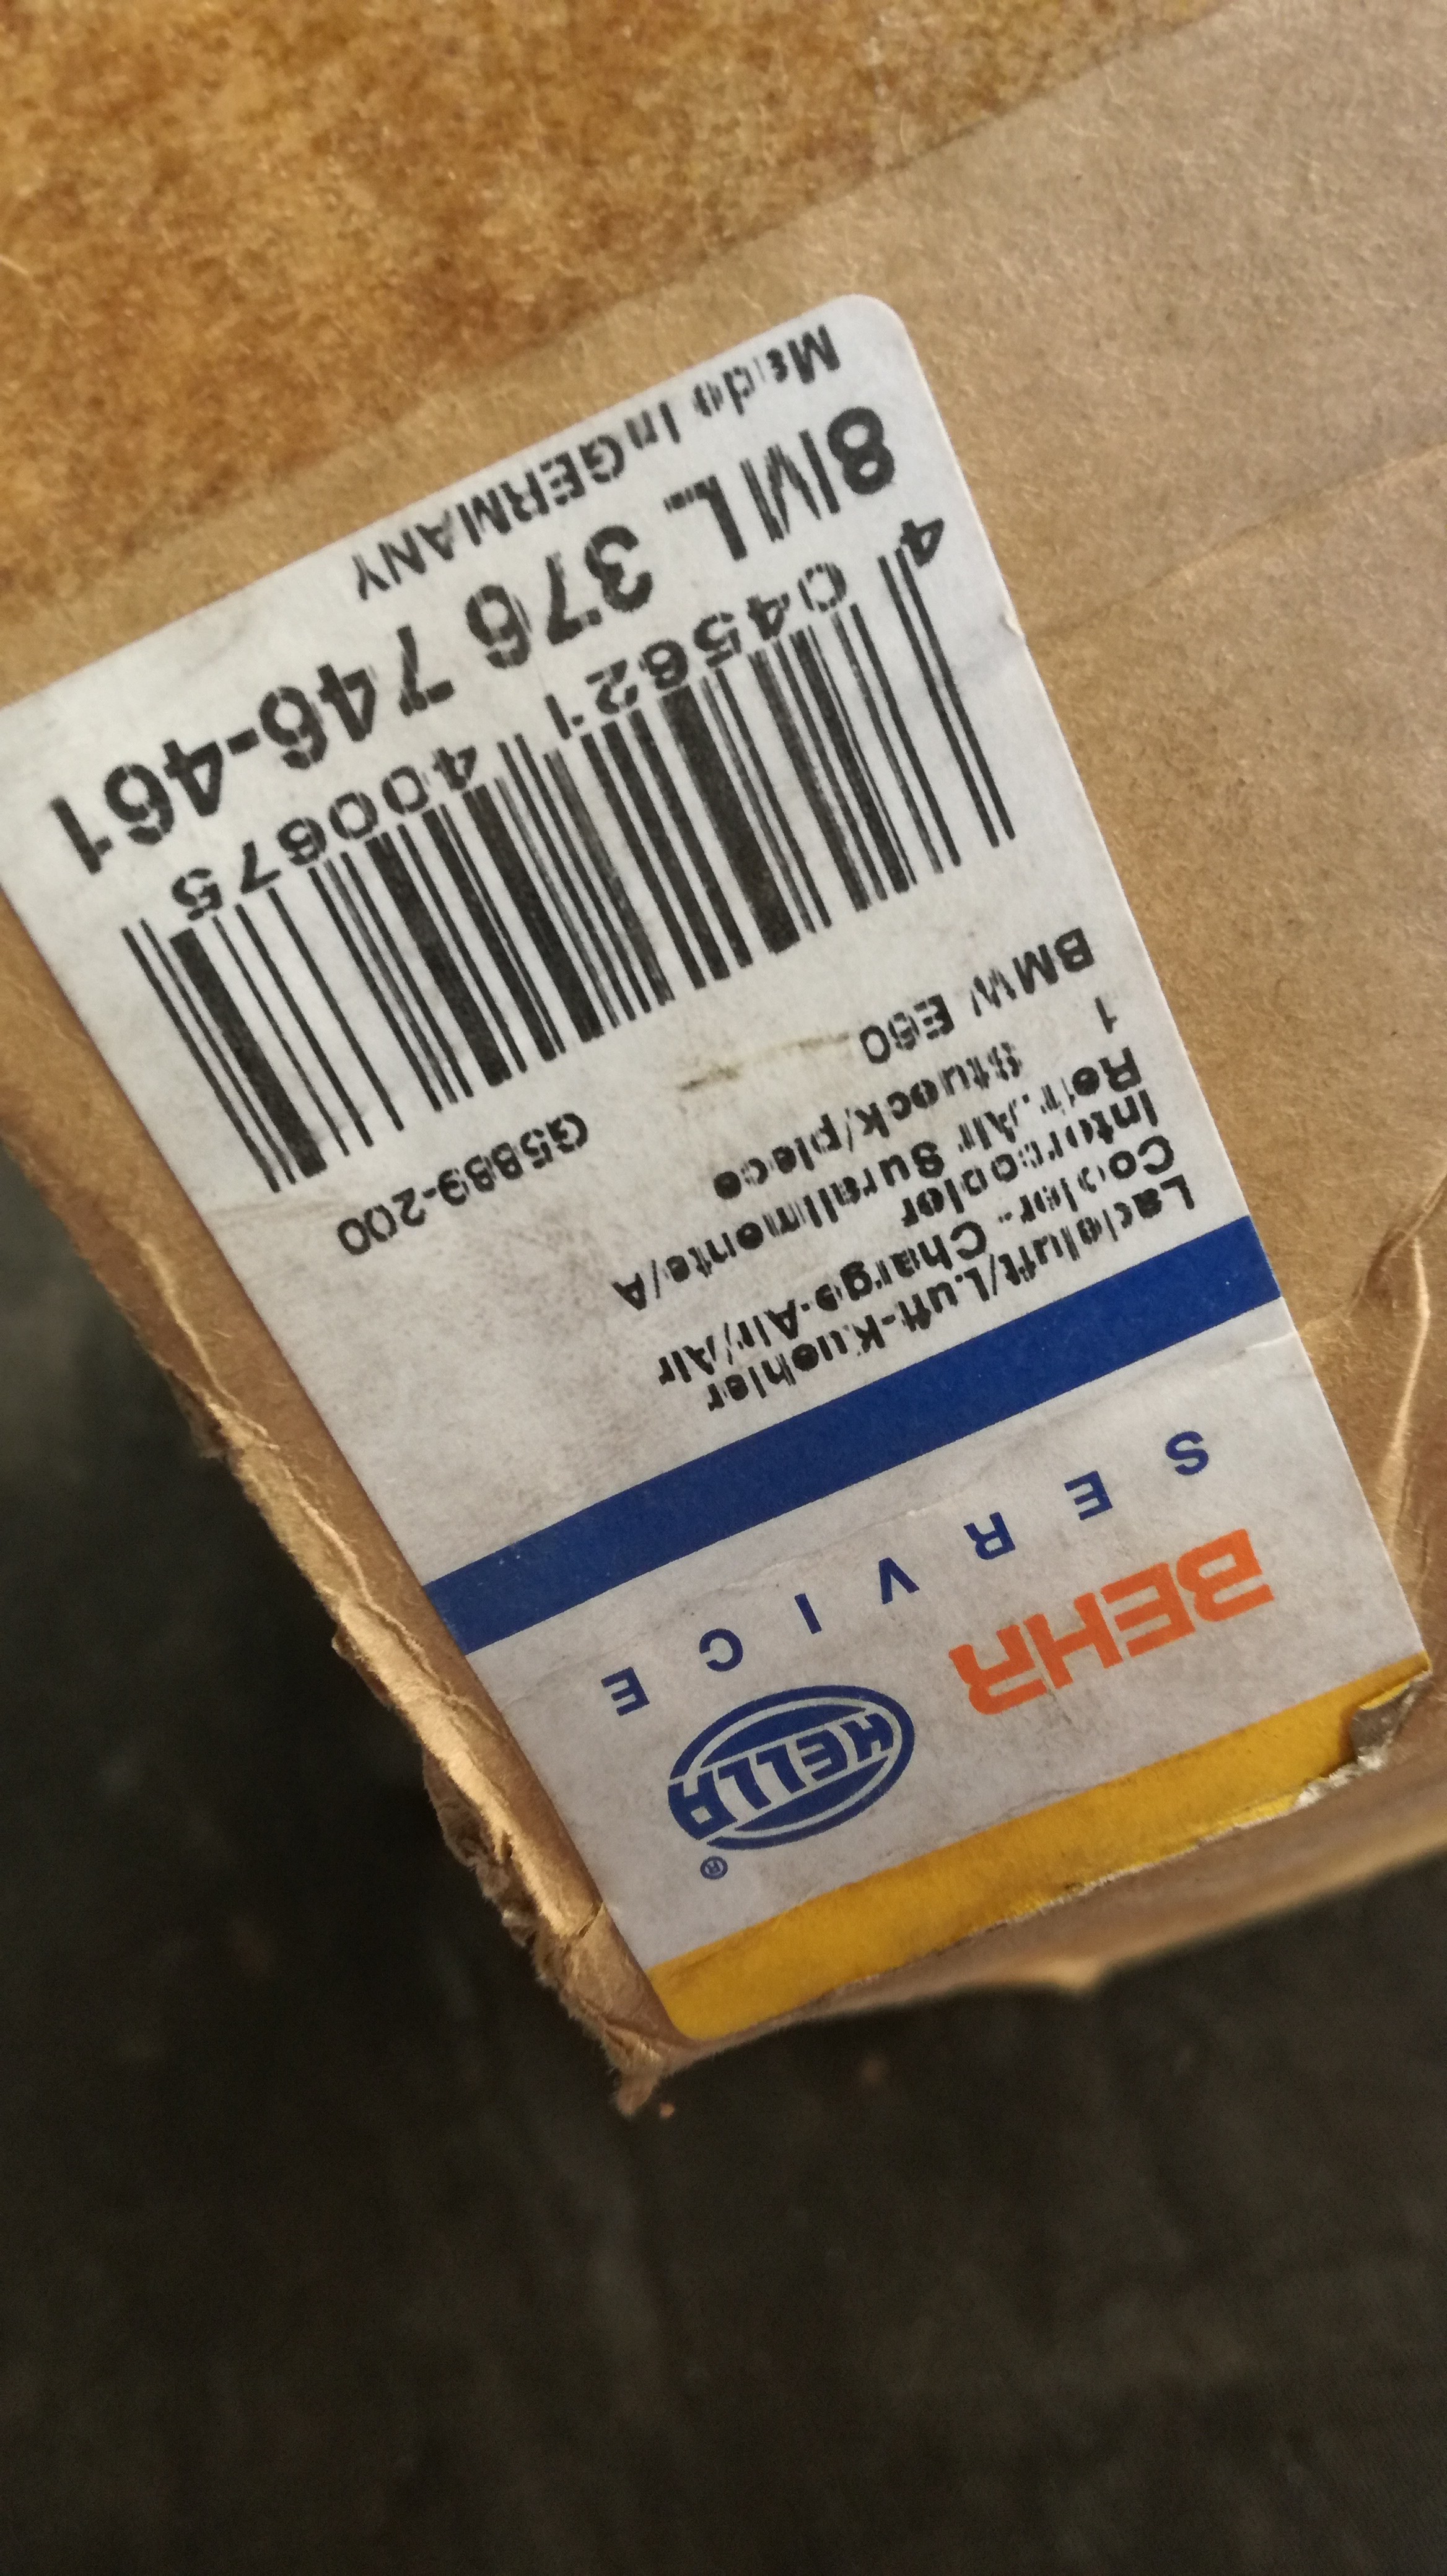 BEHR HELLA®
SERVICE
Ladeluft/Luft-Kuehler
Cooler- Charge-Air/Air
Intercooler
Refr.Air Suralimente/A
1 Stueck/piece
BMW E60
G5889-200
4 045621 400675
8ML 376 746-461
Made in GERMANY